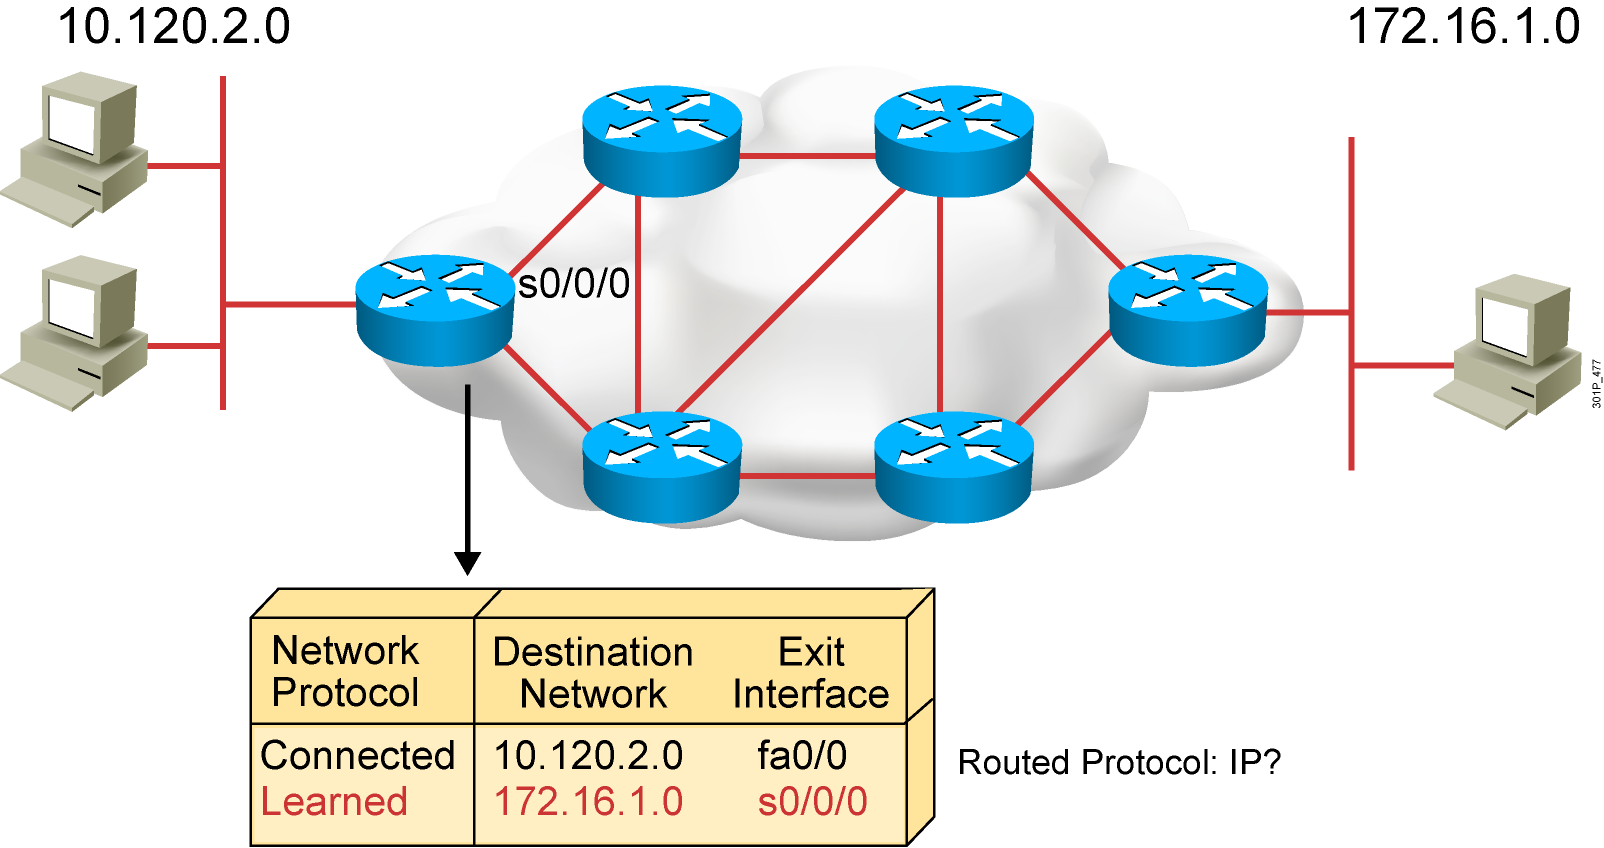 10.120.2.0
172.16.1.0
s0/0/0
301P_477
Network Protocol
Destination Network
Exit Interface
Connected 10.120.2.0 fa0/0
Learned 172.16.1.0 s0/0/0
Routed Protocol: IP?